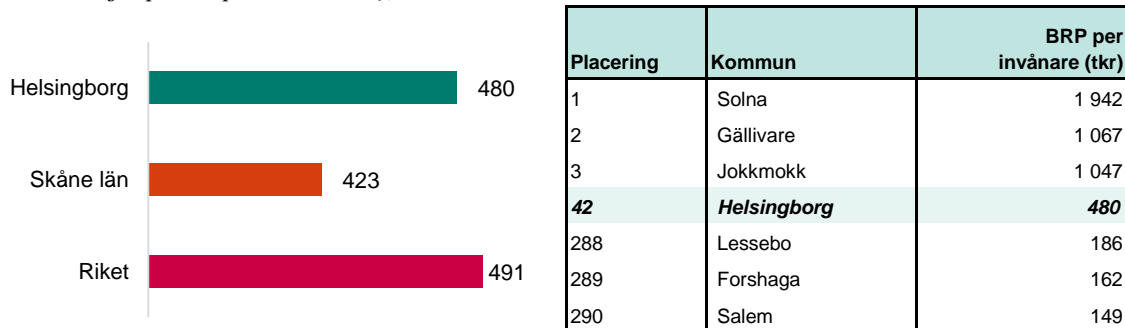 Helsingborg 480
Skåne län 423
Riket 491
Placering Kommun BRP per invånare (tkr)
1 Solna 1 942
2 Gällivare 1 067
3 Jokkmokk 1 047
42 Helsingborg 480
288 Lessebo 186
289 Forshaga 162
290 Salem 149